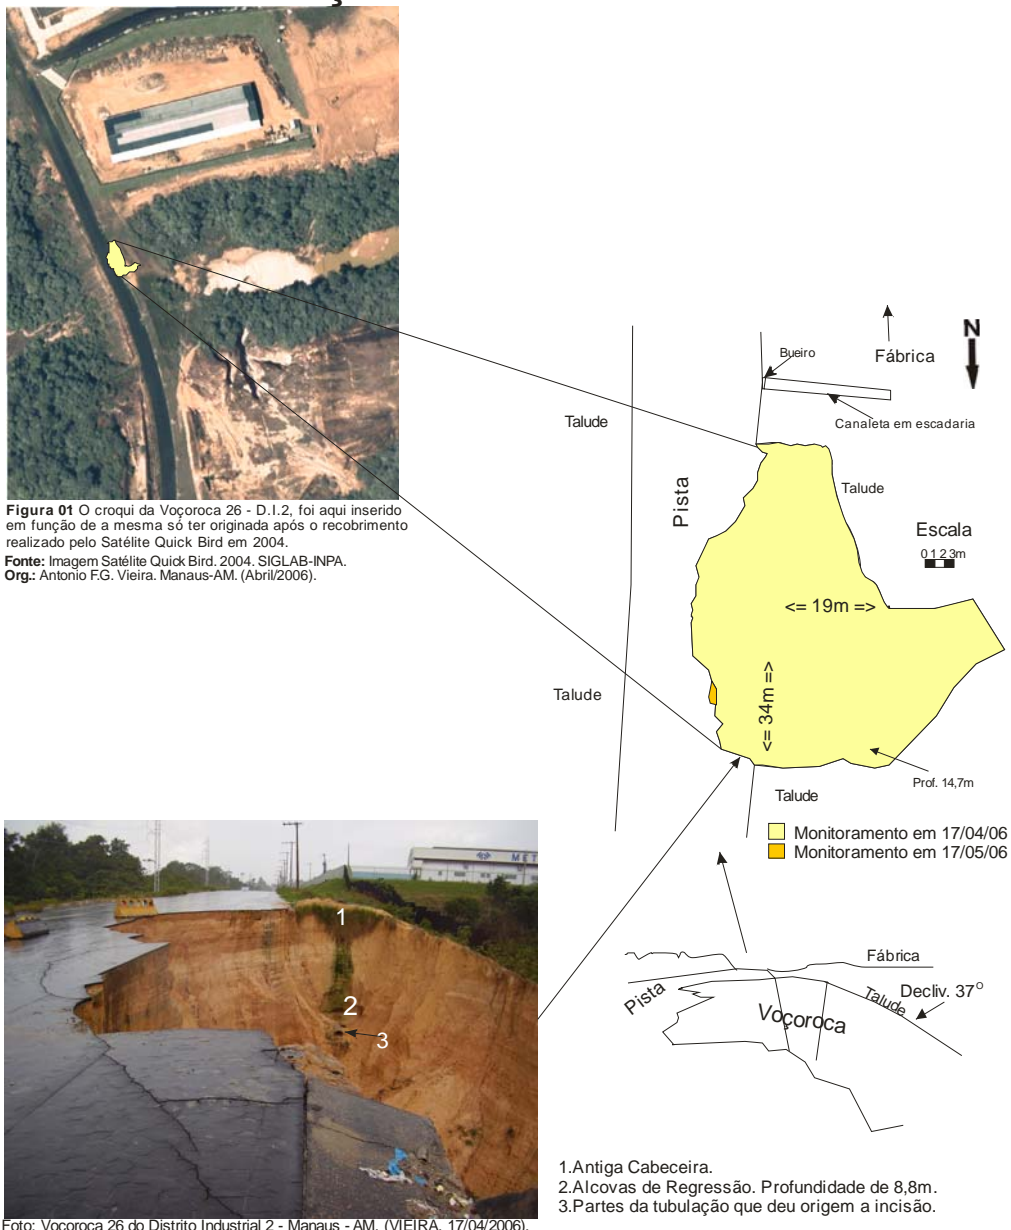 Figura 01 O croqui da Voçoroca 26 - D.I.2, foi aqui inserido
em função de a mesma só ter originada após o recobrimento
realizado pelo Satélite Quick Bird em 2004.
Fonte: Imagem Satélite Quick Bird. 2004. SIGLAB-INPA.
Org.: Antonio F.G. Vieira. Manaus-AM. (Abril/2006).
N
Bueiro
Fábrica
Canaleta em escadaria
Talude
Pista
Talude
Escala
0 1 2 3m
<= 19m =>
<= 34m =>
Talude
Prof. 14,7m
Talude
Monitoramento em 17/04/06
Monitoramento em 17/05/06
MET
1
2
3
Fábrica
Pista
Talude
Decliv. 37°
Voçoroca
1.Antiga Cabeceira.
2.Alcovas de Regressão. Profundidade de 8,8m.
3.Partes da tubulação que deu origem a incisão.
Foto: Voçoroca 26 do Distrito Industrial 2 - Manaus - AM. (VIEIRA, 17/04/2006).